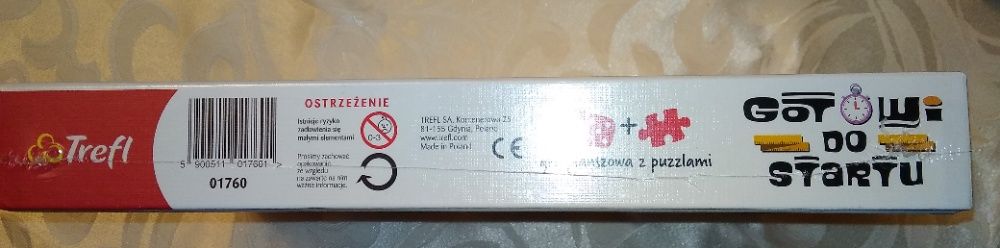 Trefl
5 900511 017601 >
01760
OSTRZEŻENIE
Istnieje ryzyko
zadławienia się
małymi elementami
0-3
Prosimy zachować
opakowanie
ze względu
na zawarte na nim
ważne informacje.
TREFL SA, Kontenerowa 25
81-155 Gdynia, Poland
www.trefl.com
Made in Poland
CE
+
gra planszowa z puzzlami
GOTOWI
DO
STARTU